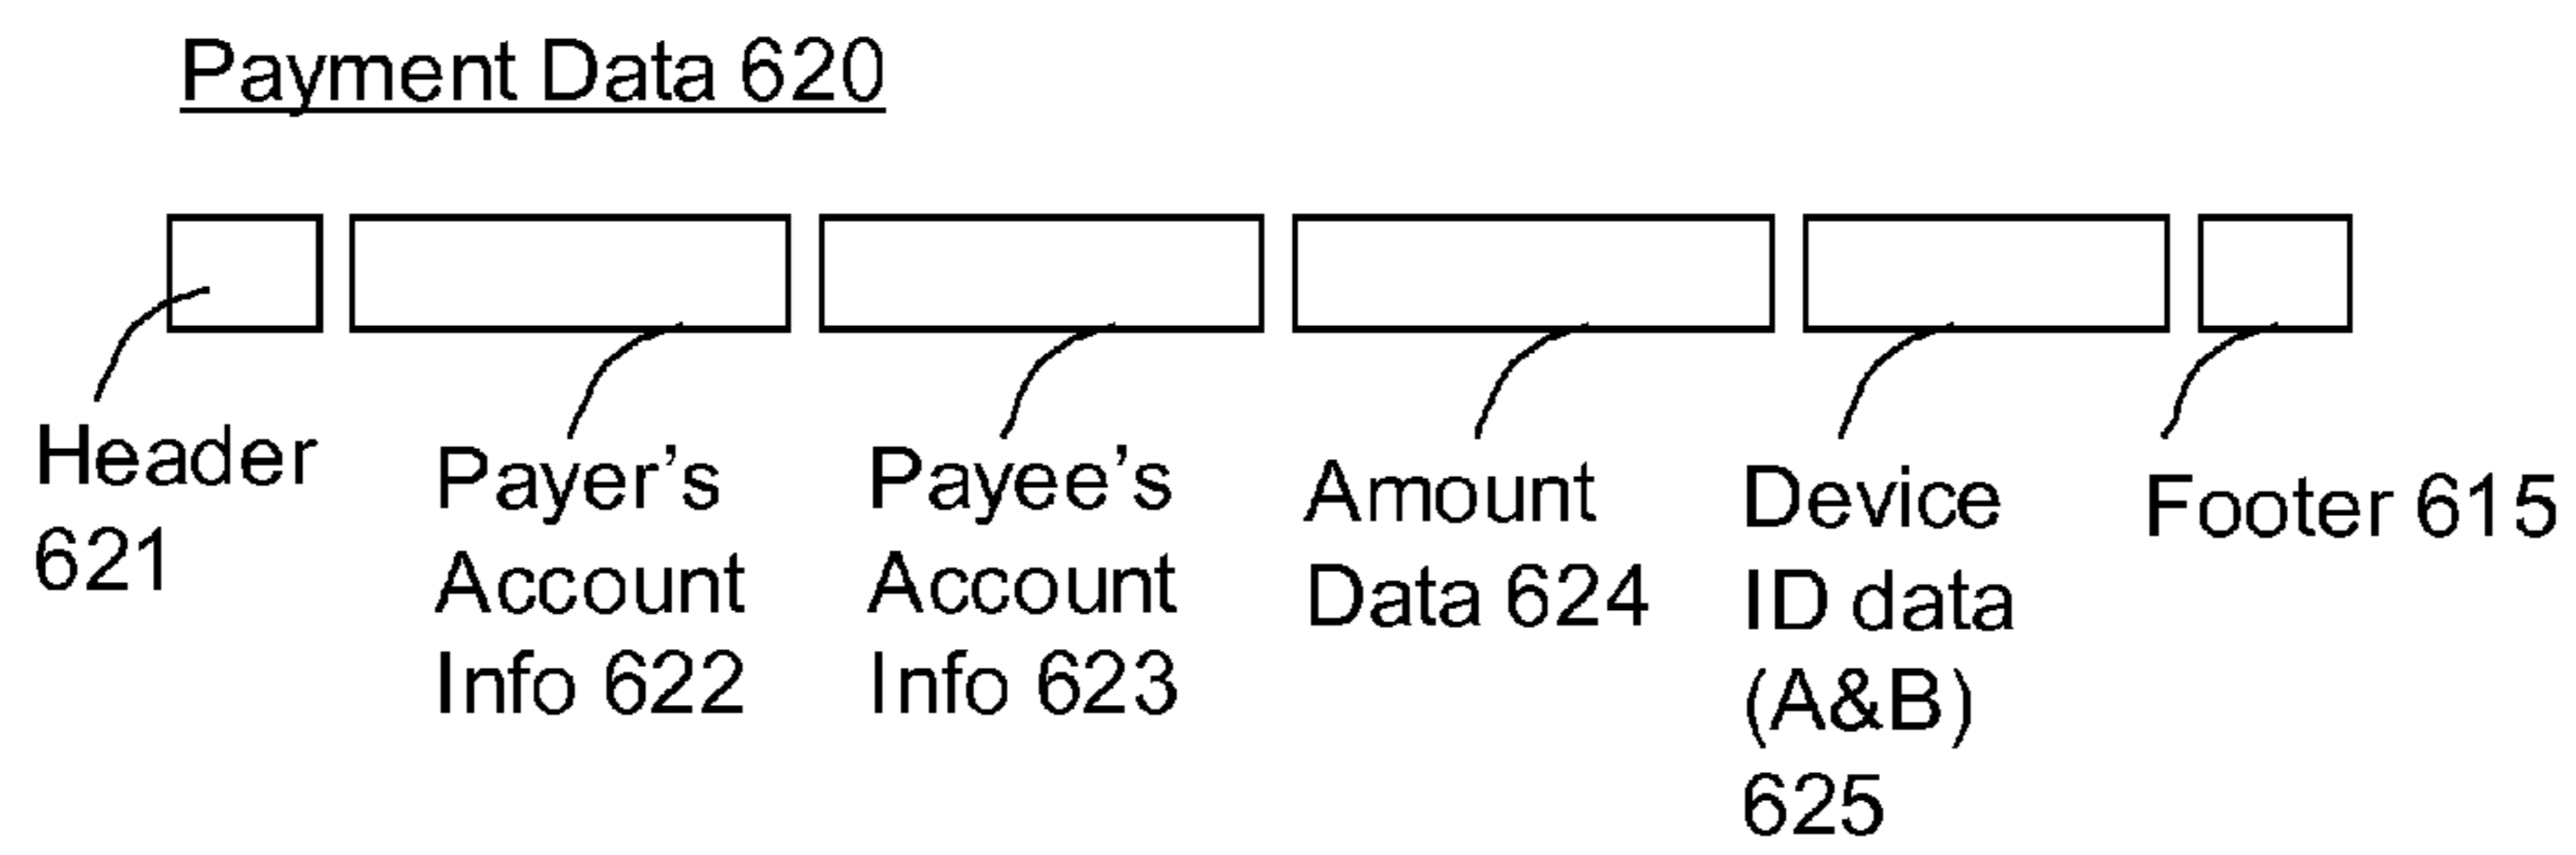 Payment Data 620
Header
621
Payer’s
Account
Info 622
Payee’s
Account
Info 623
Amount
Data 624
Device
ID data
(A&B)
625
Footer 615